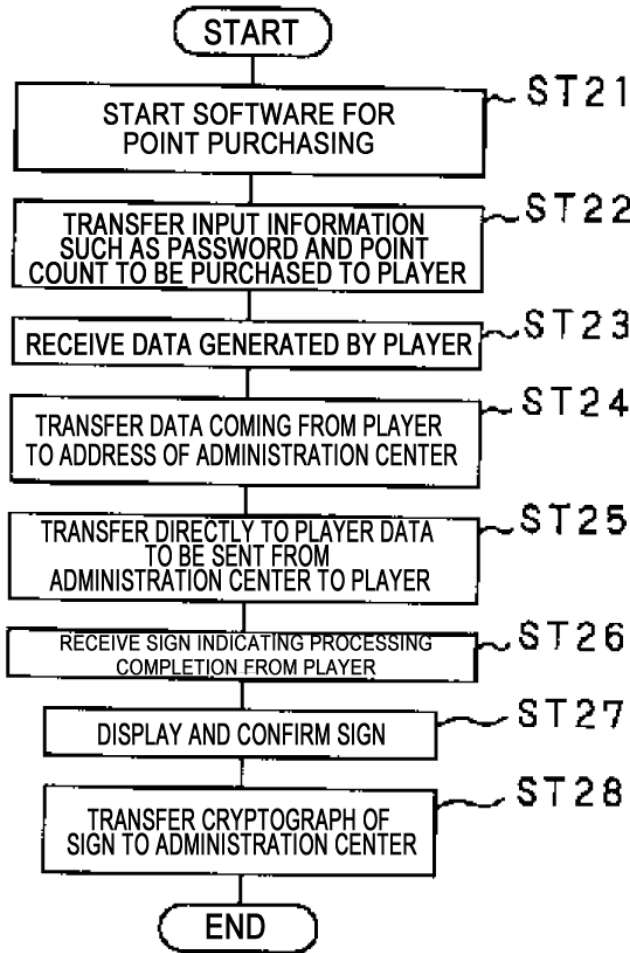 START
START SOFTWARE FOR
POINT PURCHASING
ST21
TRANSFER INPUT INFORMATION
SUCH AS PASSWORD AND POINT
COUNT TO BE PURCHASED TO PLAYER
ST22
RECEIVE DATA GENERATED BY PLAYER
ST23
TRANSFER DATA COMING FROM PLAYER
TO ADDRESS OF ADMINISTRATION CENTER
ST24
TRANSFER DIRECTLY TO PLAYER DATA
TO BE SENT FROM
ADMINISTRATION CENTER TO PLAYER
ST25
RECEIVE SIGN INDICATING PROCESSING
COMPLETION FROM PLAYER
ST26
DISPLAY AND CONFIRM SIGN
ST27
TRANSFER CRYPTOGRAPH OF
SIGN TO ADMINISTRATION CENTER
ST28
END